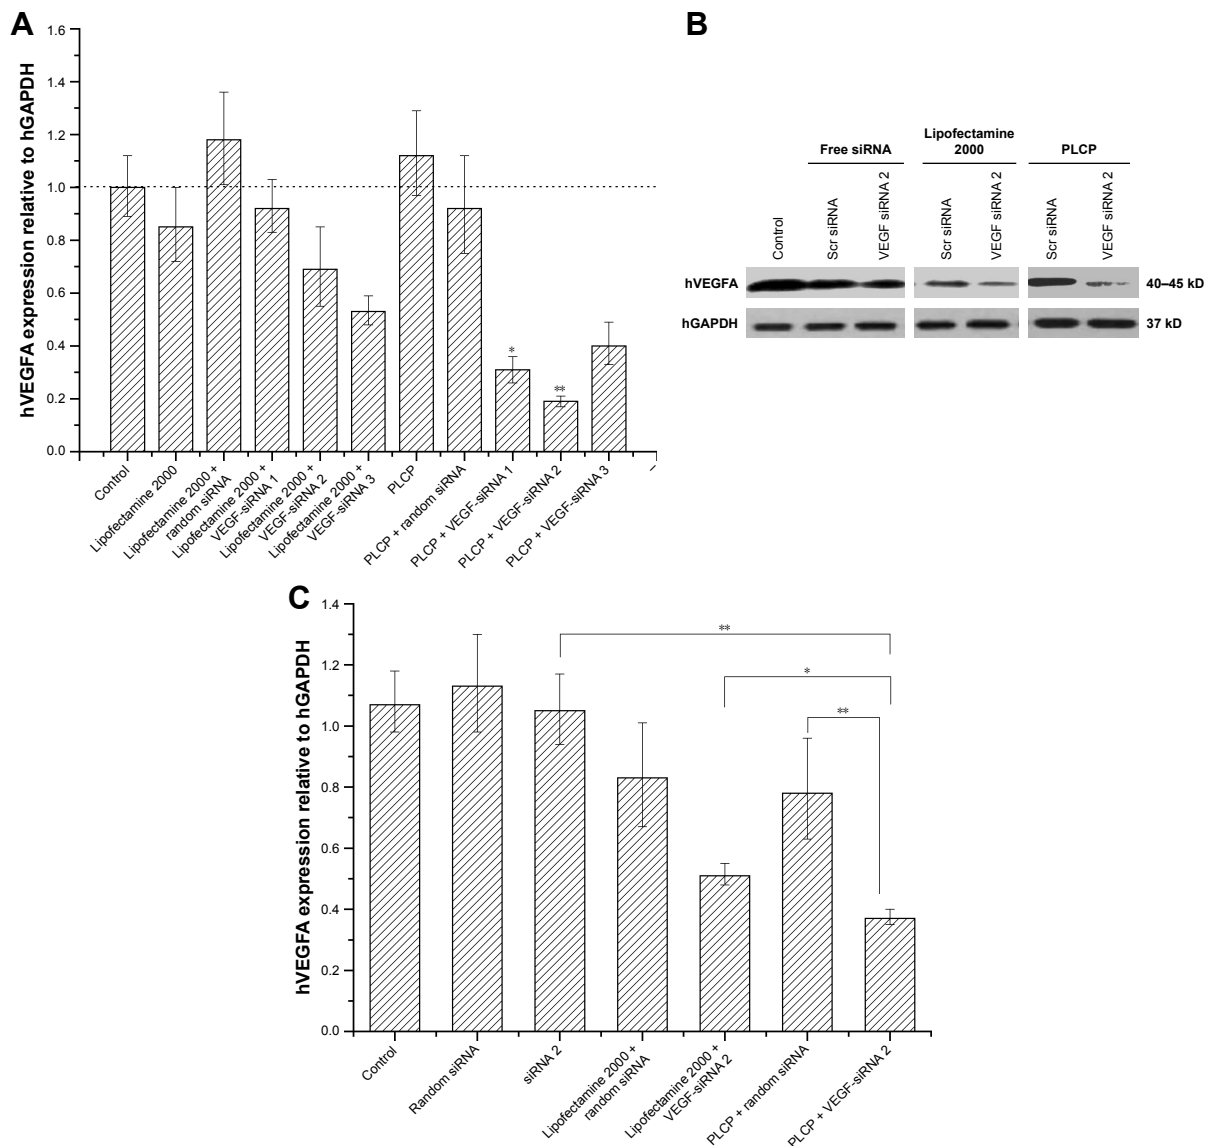 A
B
hVEGFA expression relative to hGAPDH
1.6
1.4
1.2
1.0
0.8
0.6
0.4
0.2
0.0
*
**
Control
Lipofectamine 2000
Lipofectamine 2000 +
random siRNA
Lipofectamine 2000 +
VEGF-siRNA 1
Lipofectamine 2000 +
VEGF-siRNA 2
Lipofectamine 2000 +
VEGF-siRNA 3
PLCP
PLCP + random siRNA
PLCP + VEGF-siRNA 1
PLCP + VEGF-siRNA 2
PLCP + VEGF-siRNA 3
–
Free siRNA
Lipofectamine
2000
PLCP
Control
Scr siRNA
VEGF siRNA 2
Scr siRNA
VEGF siRNA 2
Scr siRNA
VEGF siRNA 2
hVEGFA
40–45 kD
hGAPDH
37 kD
C
hVEGFA expression relative to hGAPDH
1.4
1.2
1.0
0.8
0.6
0.4
0.2
0.0
**
*
**
Control
Random siRNA
siRNA 2
Lipofectamine 2000 +
random siRNA
Lipofectamine 2000 +
VEGF-siRNA 2
PLCP + random siRNA
PLCP + VEGF-siRNA 2